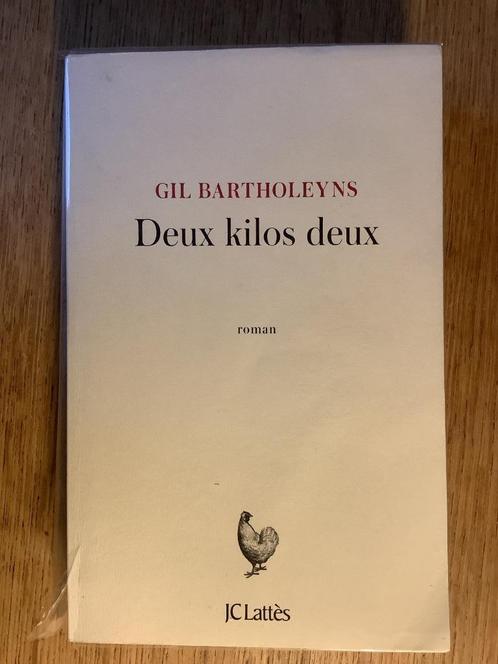 GIL BARTHOLEYNS
Deux kilos deux
roman
JC Lattès